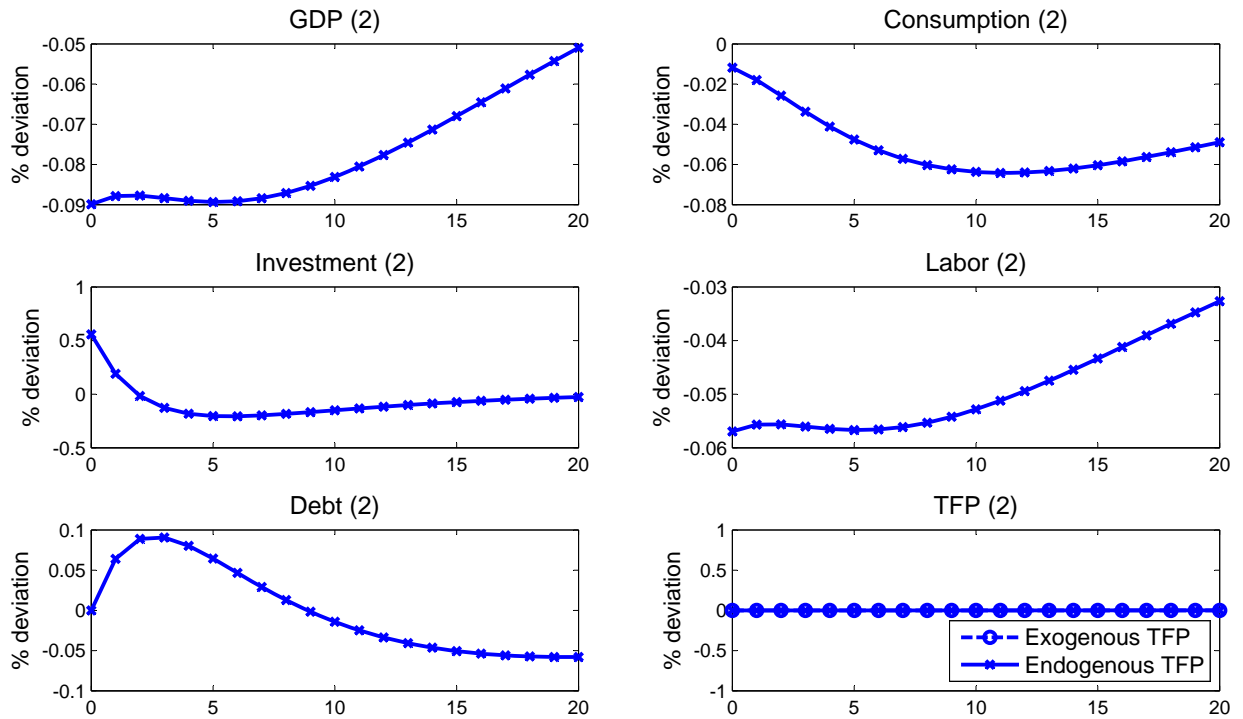 GDP (2)
% deviation
-0.05
-0.06
-0.07
-0.08
-0.09
0 5 10 15 20
Consumption (2)
% deviation
0
-0.02
-0.04
-0.06
-0.08
0 5 10 15 20
Investment (2)
% deviation
1
0.5
0
-0.5
0 5 10 15 20
Labor (2)
% deviation
-0.03
-0.04
-0.05
-0.06
0 5 10 15 20
Debt (2)
% deviation
0.1
0.05
0
-0.05
-0.1
0 5 10 15 20
TFP (2)
% deviation
1
0.5
0
-0.5
-1
0 5 10 15 20
Exogenous TFP
Endogenous TFP